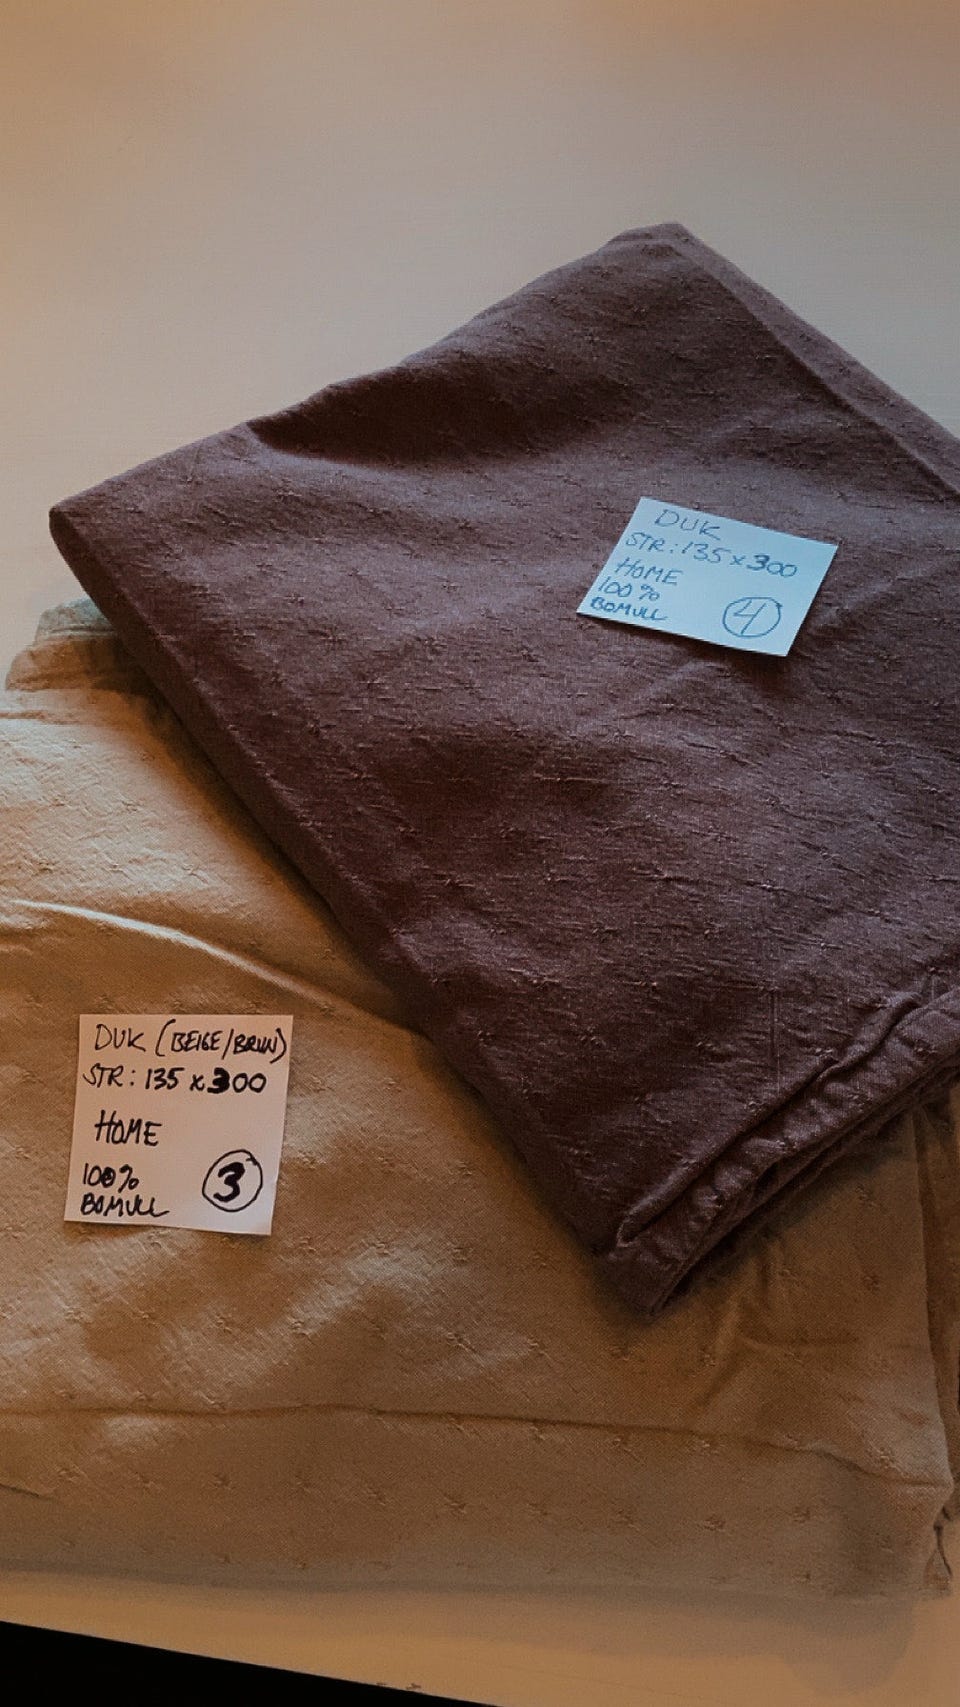 DUK
STR: 135 x 300
HOME
100%
BOMULL
4
DUK (BEIGE/BRUN)
STR: 135 x 300
HOME
100%
BOMULL
3